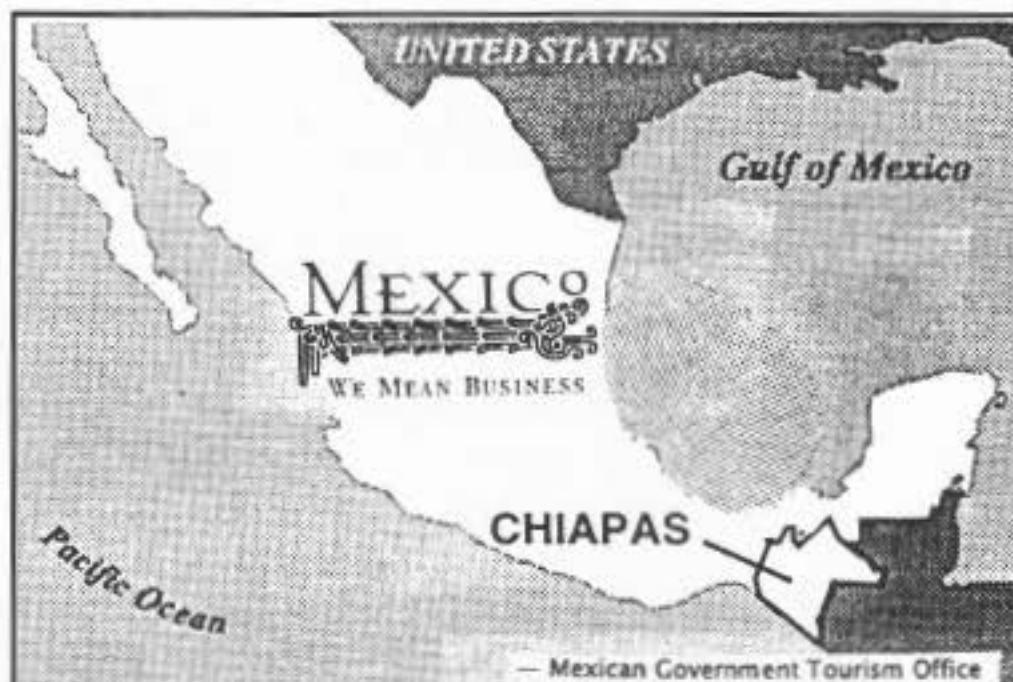 UNITED STATES
Gulf of Mexico
MEXICO
WE MEAN BUSINESS
CHIAPAS
Pacific Ocean
— Mexican Government Tourism Office